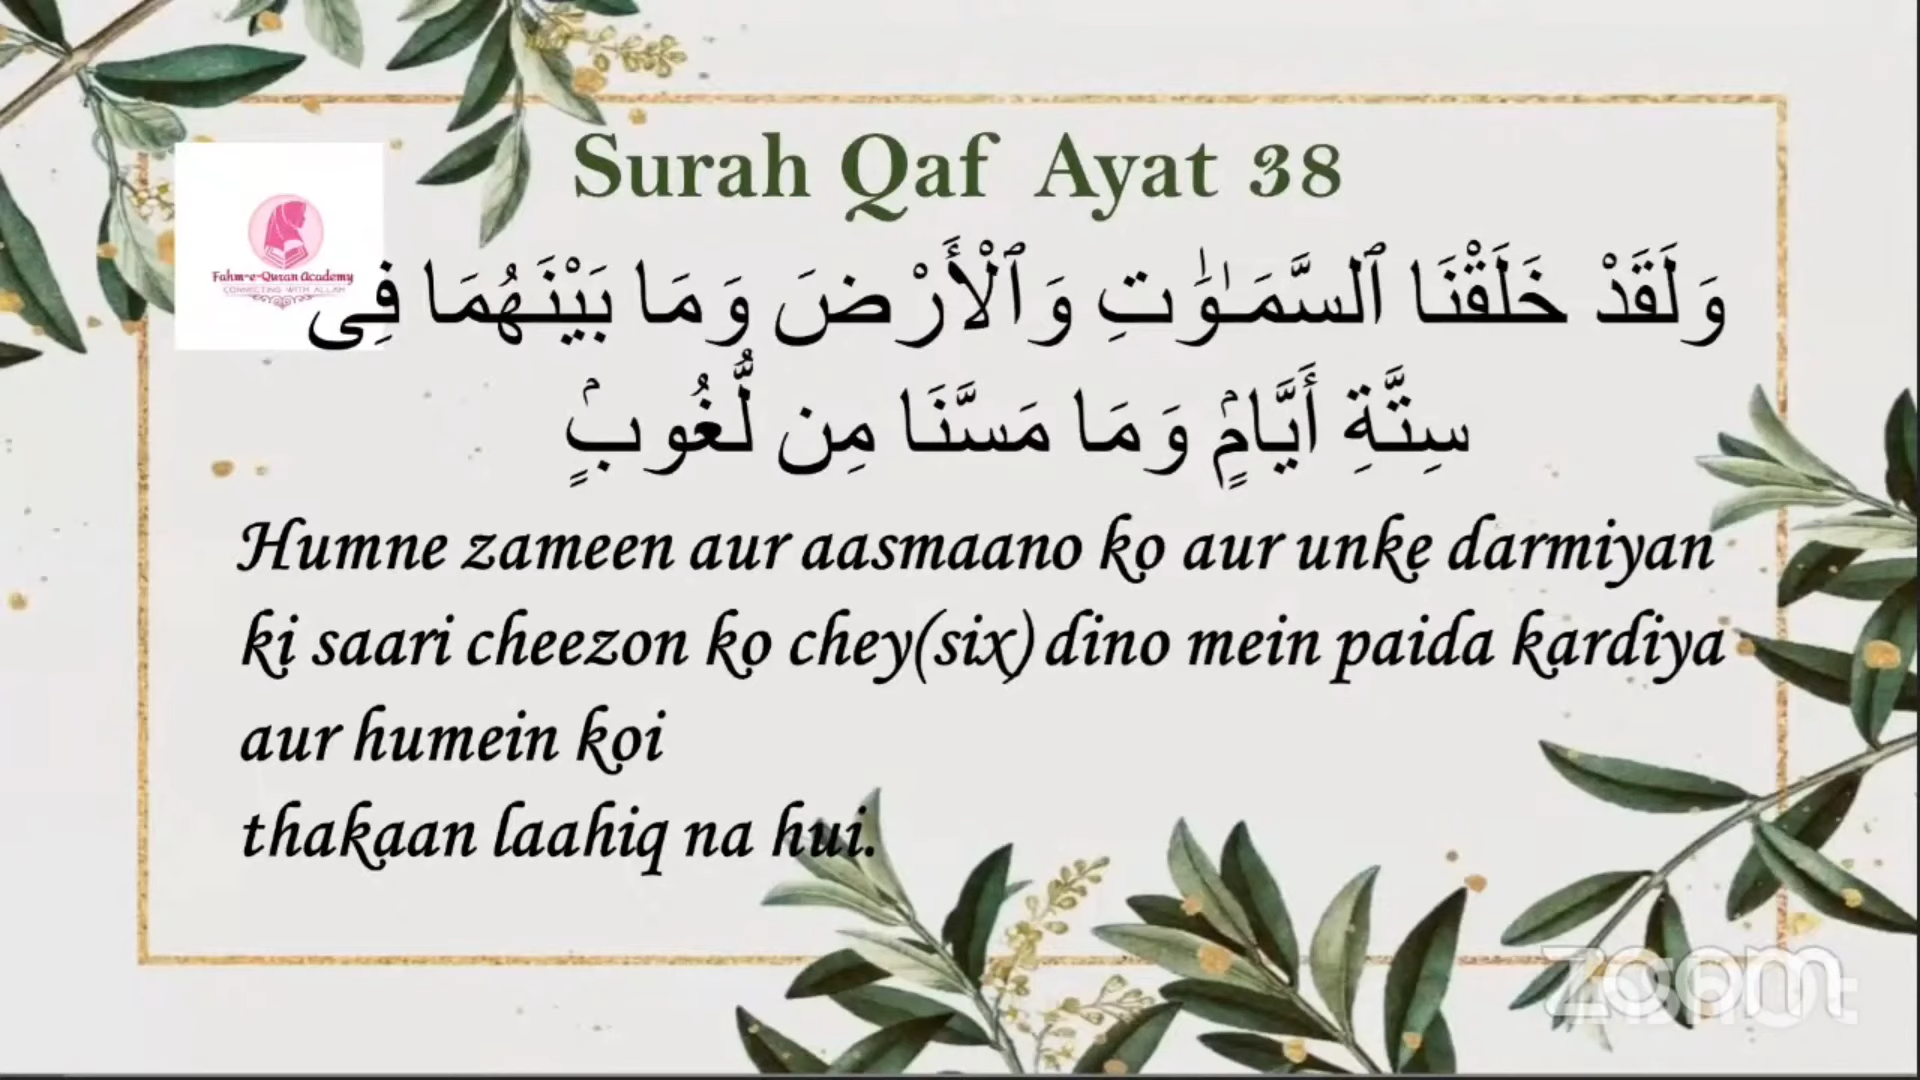 Surah Qaf Ayat 38
Fahm-e-Quran Academy
CONNECTING WITH ALLAH
وَلَقَدْ خَلَقْنَا ٱلسَّمَـٰوَٰتِ وَٱلْأَرْضَ وَمَا بَيْنَهُمَا فِى
سِتَّةِ أَيَّامٍۢ وَمَا مَسَّنَا مِن لُّغُوبٍۢ
Humne zameen aur aasmaano ko aur unke darmiyan
ki saari cheezon ko chey(six) dino mein paida kardiya
aur humein koi
thakaan laahiq na hui.
zoom